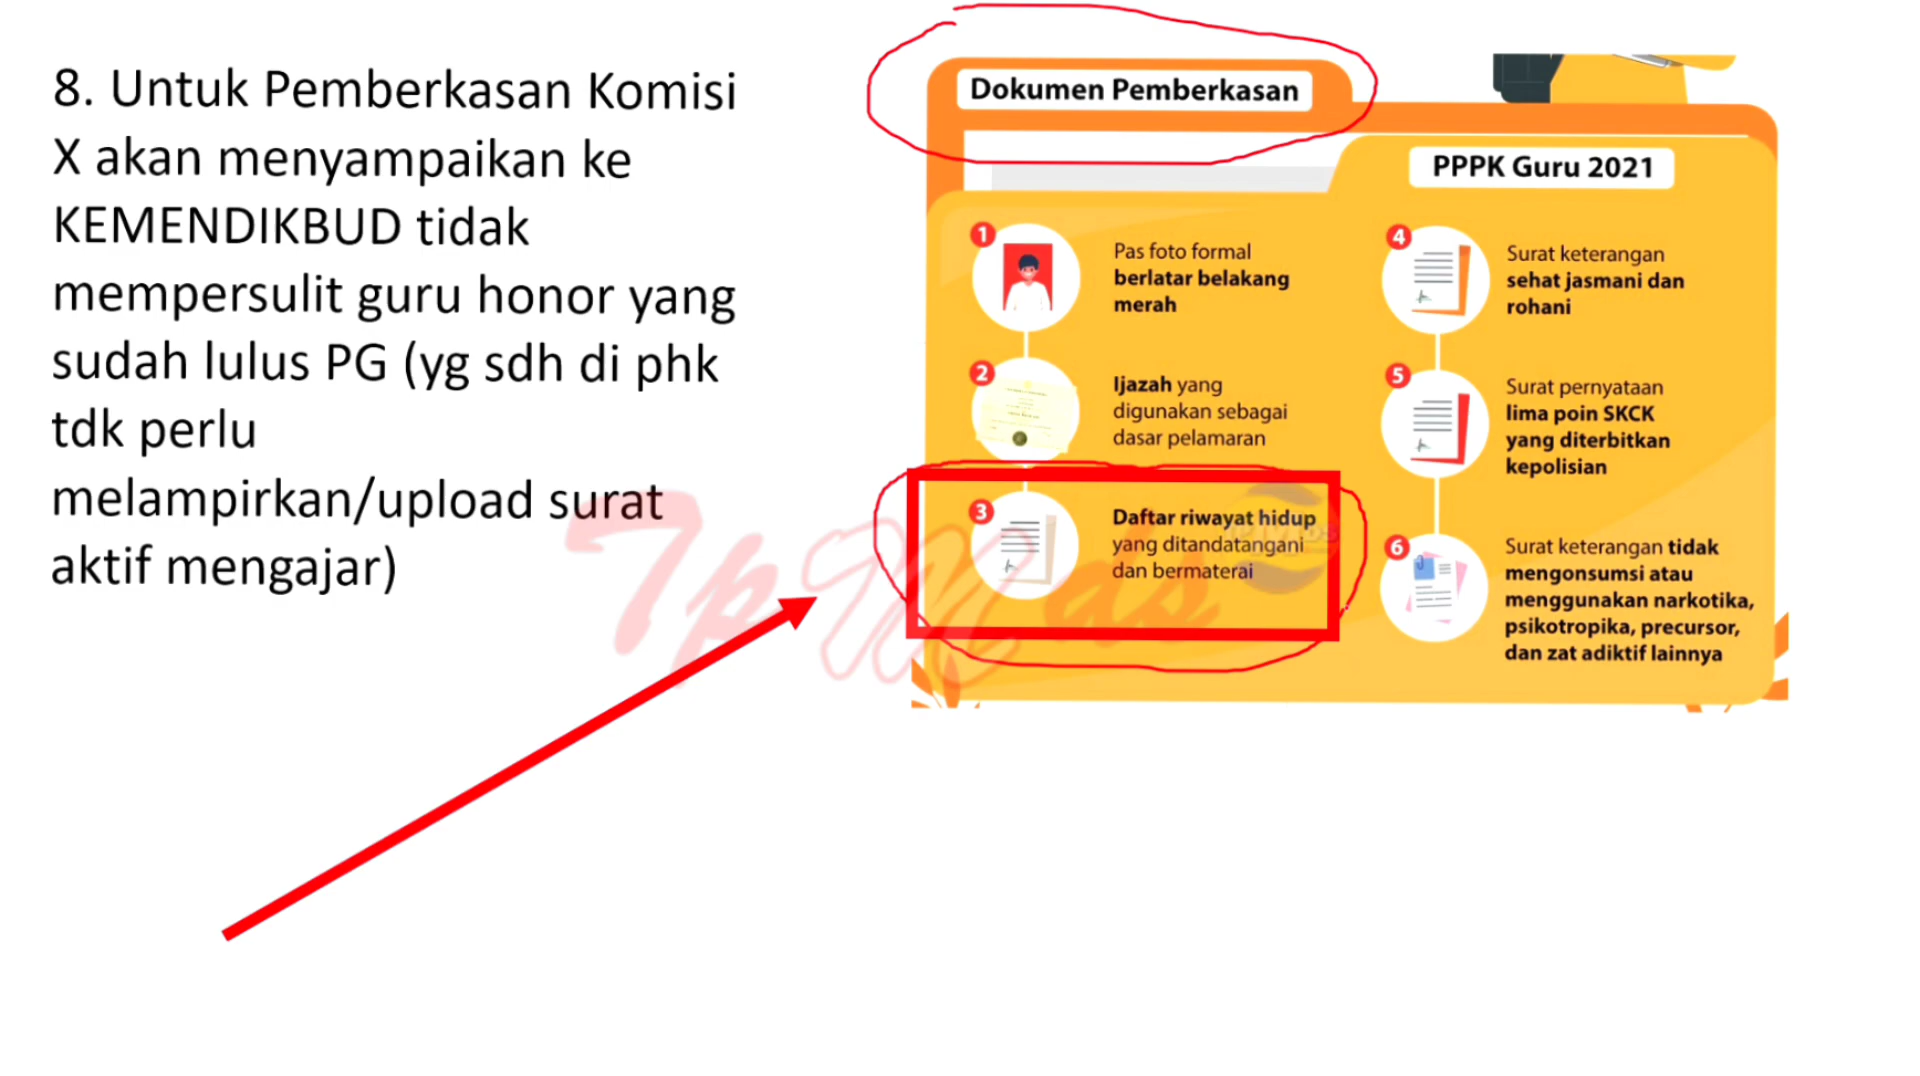 8. Untuk Pemberkasan Komisi
X akan menyampaikan ke
KEMENDIKBUD tidak
mempersulit guru honor yang
sudah lulus PG (yg sdh di phk
tdk perlu
melampirkan/upload surat
aktif mengajar)
Dokumen Pemberkasan
PPPK Guru 2021
1
Pas foto formal
berlatar belakang
merah
2
Ijazah yang
digunakan sebagai
dasar pelamaran
3
Daftar riwayat hidup
yang ditandatangani
dan bermaterai
4
Surat keterangan
sehat jasmani dan
rohani
5
Surat pernyataan
lima poin SKCK
yang diterbitkan
kepolisian
6
Surat keterangan tidak
mengonsumsi atau
menggunakan narkotika,
psikotropika, precursor,
dan zat adiktif lainnya
TpMds